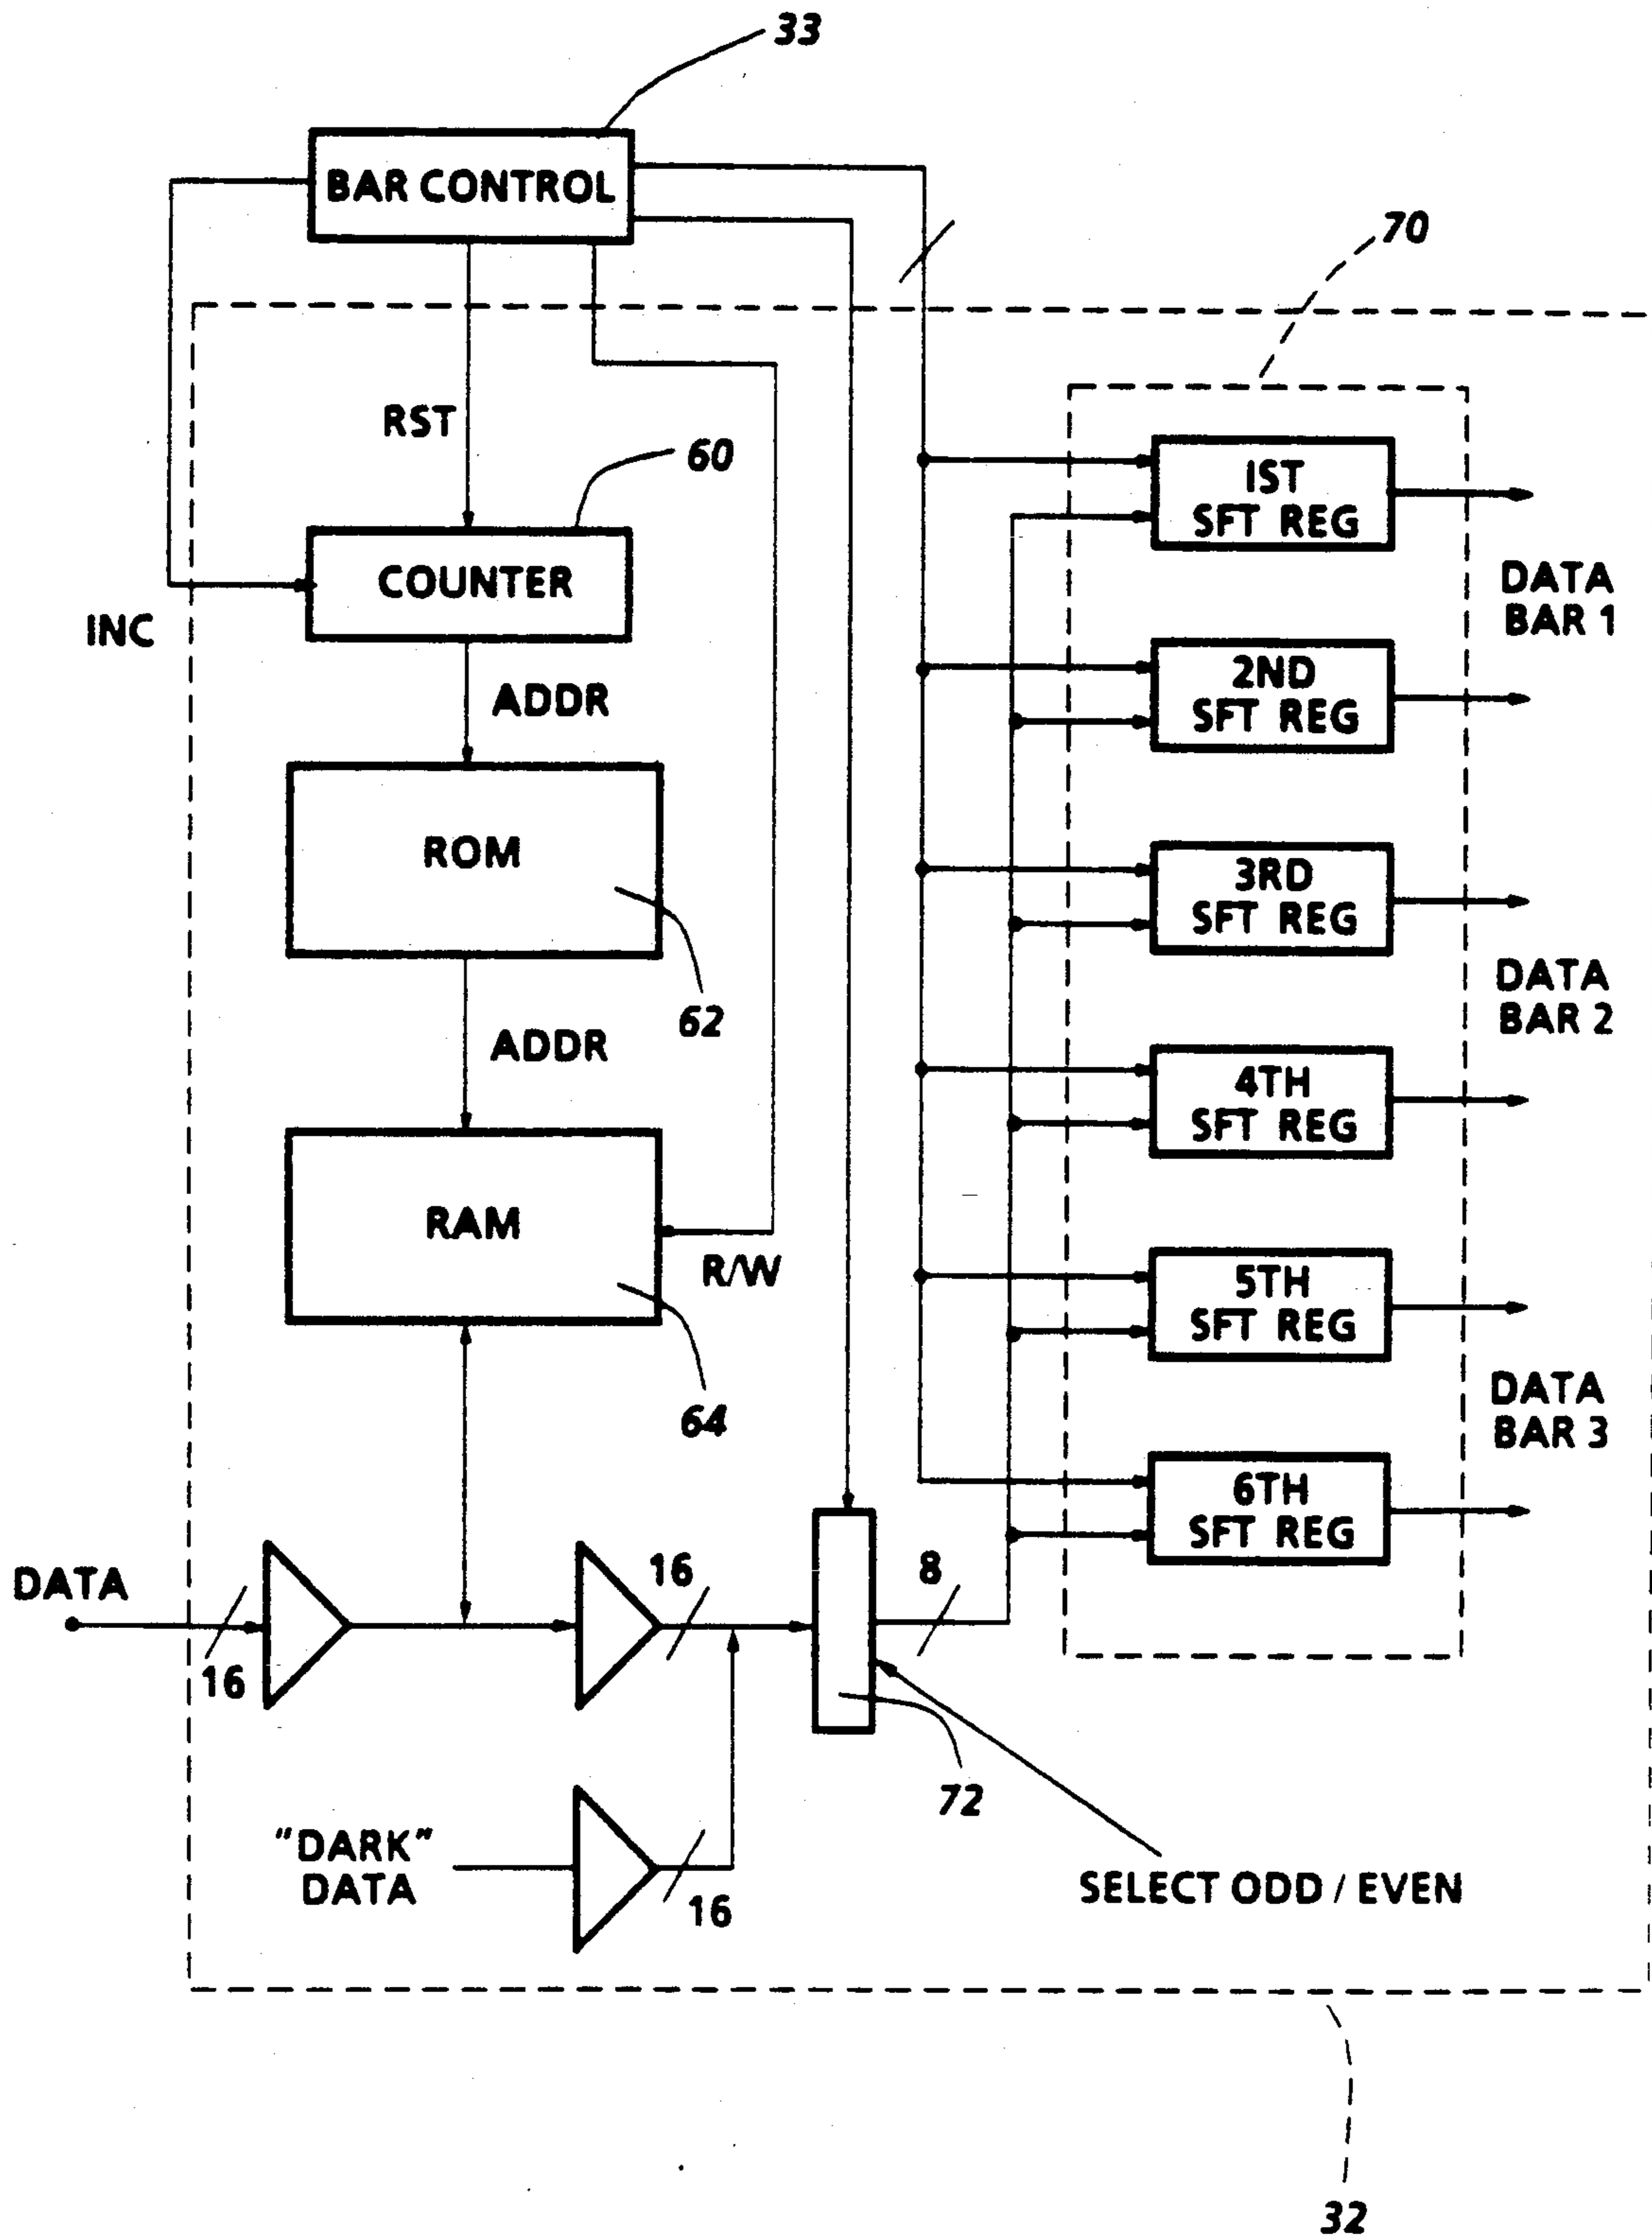 33
BAR CONTROL
70
RST
60
1ST
SFT REG
COUNTER
DATA
BAR 1
INC
2ND
SFT REG
ADDR
ROM
3RD
SFT REG
62
DATA
BAR 2
ADDR
4TH
SFT REG
RAM
R/W
5TH
SFT REG
64
DATA
BAR 3
6TH
SFT REG
DATA
16
8
16
72
"DARK"
DATA
16
SELECT ODD / EVEN
32